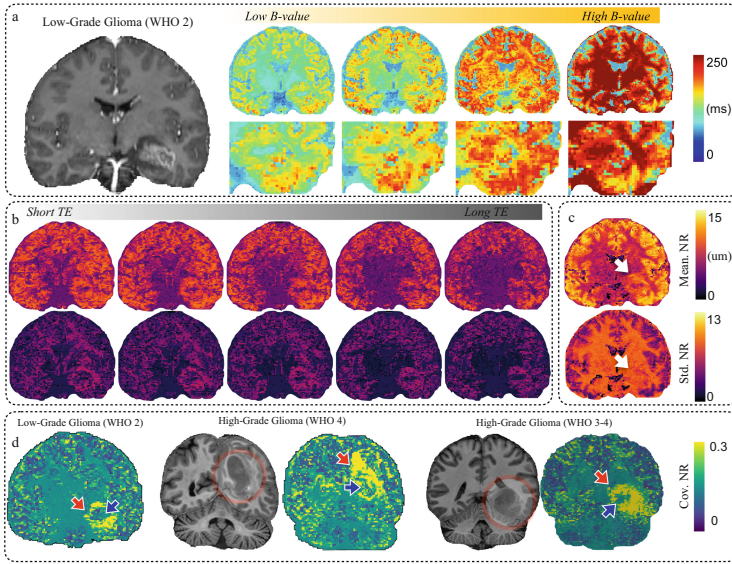 a
Low-Grade Glioma (WHO 2)
Low B-value
High B-value
250
(ms)
0
b
Short TE
Long TE
c
15
(um)
0
Mean. NR
13
0
Std. NR
Low-Grade Glioma (WHO 2)
High-Grade Glioma (WHO 4)
High-Grade Glioma (WHO 3-4)
d
0.3
0
Cov. NR